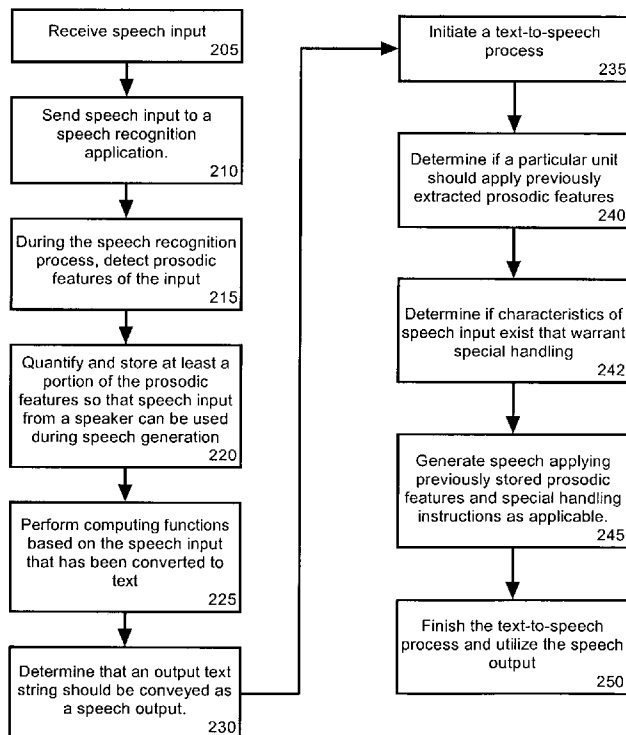 Receive speech input
205
Send speech input to a
speech recognition
application.
210
During the speech recognition
process, detect prosodic
features of the input
215
Quantify and store at least a
portion of the prosodic
features so that speech input
from a speaker can be used
during speech generation
220
Perform computing functions
based on the speech input
that has been converted to
text
225
Determine that an output text
string should be conveyed as
a speech output.
230
Initiate a text-to-speech
process
235
Determine if a particular unit
should apply previously
extracted prosodic features
240
Determine if characteristics of
speech input exist that warrant
special handling
242
Generate speech applying
previously stored prosodic
features and special handling
instructions as applicable.
245
Finish the text-to-speech
process and utilize the speech
output
250